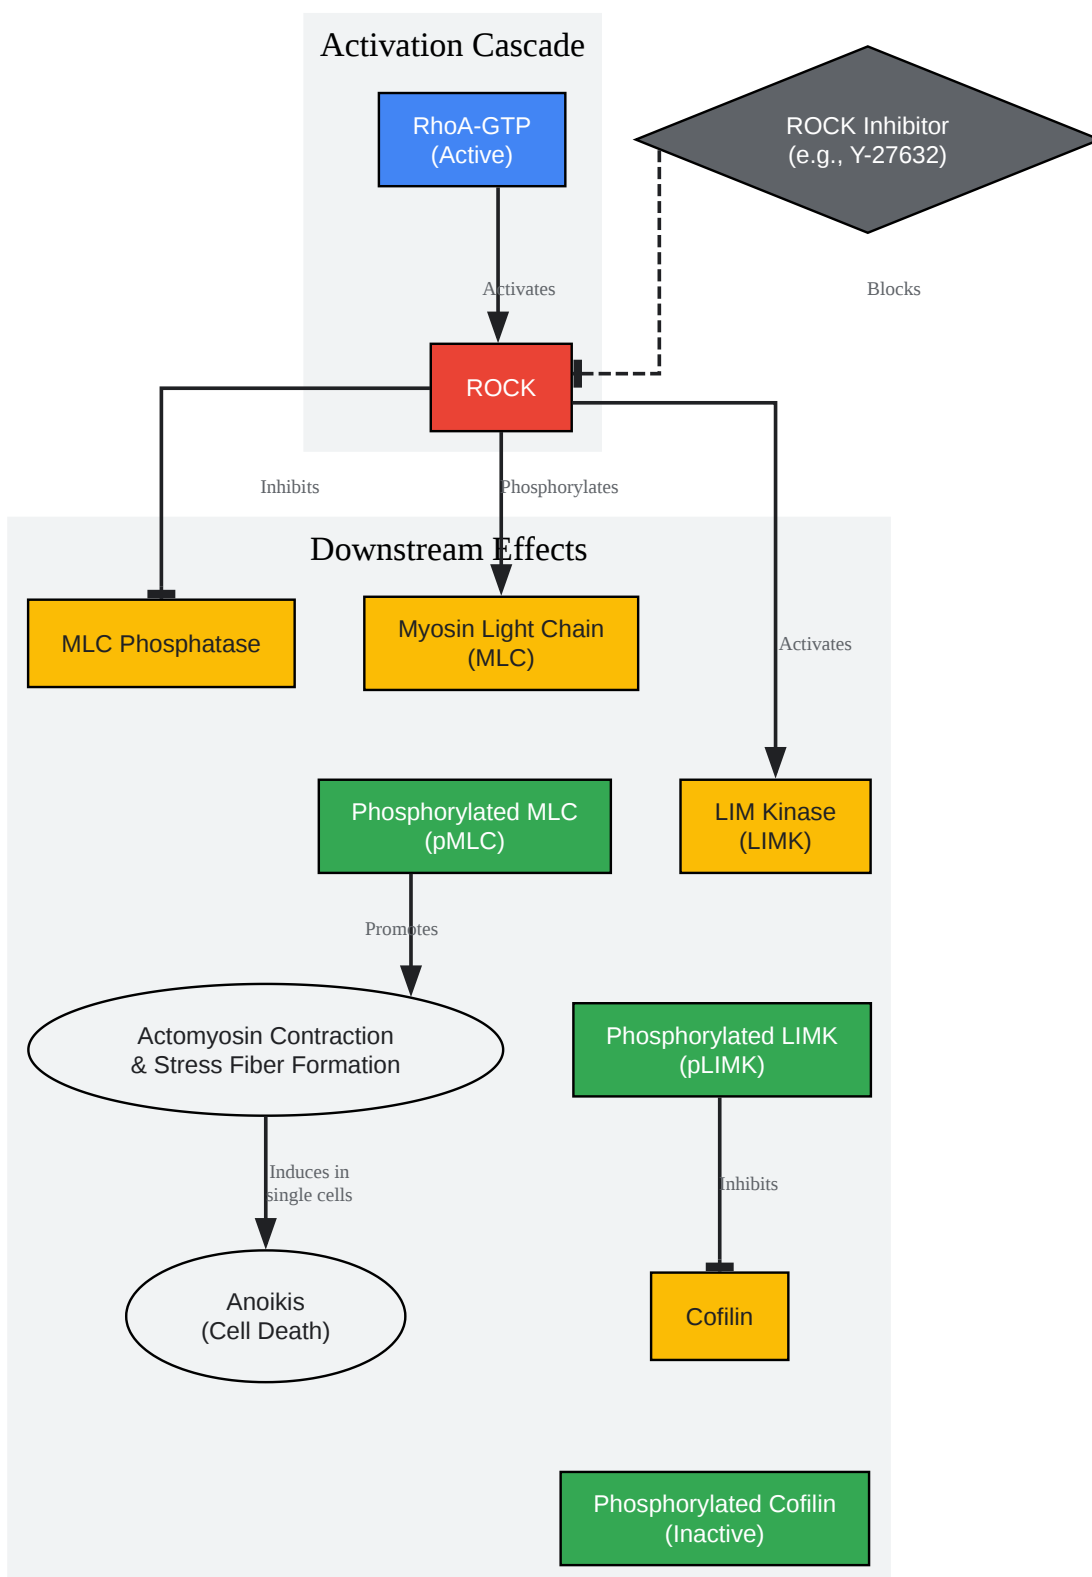 Activation Cascade
RhoA-GTP
(Active)
ROCK Inhibitor
(e.g., Y-27632)
Activates
Blocks
ROCK
Inhibits
Phosphorylates
Downstream Effects
MLC Phosphatase
Myosin Light Chain
(MLC)
Activates
Phosphorylated MLC
(pMLC)
LIM Kinase
(LIMK)
Promotes
Actomyosin Contraction
& Stress Fiber Formation
Phosphorylated LIMK
(pLIMK)
Induces in
single cells
Inhibits
Anoikis
(Cell Death)
Cofilin
Phosphorylated Cofilin
(Inactive)